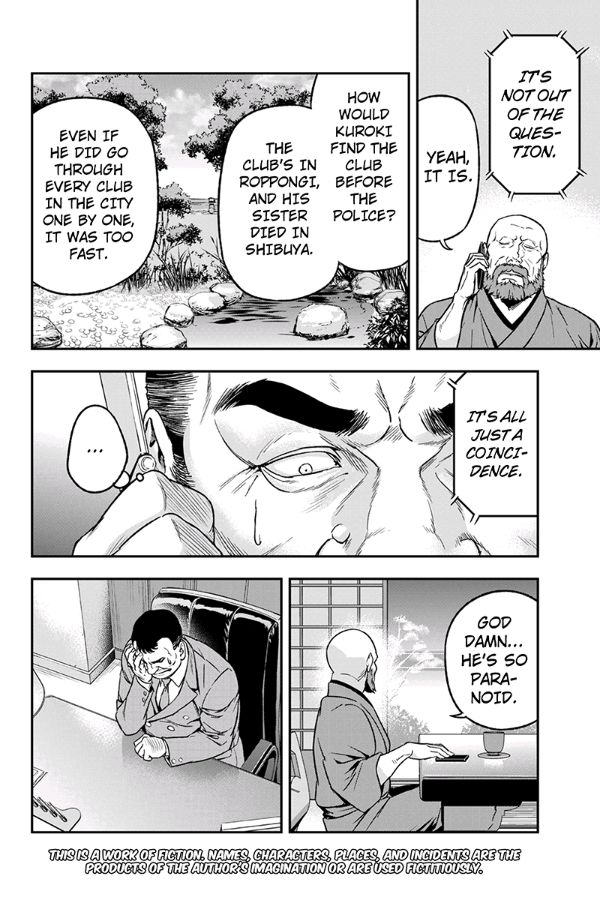 IT'S
NOT OUT
OF THE
QUES-
TION.
YEAH,
IT IS.
HOW
WOULD
KUROKI
FIND THE
CLUB
BEFORE
THE
POLICE?
THE
CLUB'S IN
ROPPONGI,
AND HIS
SISTER
DIED IN
SHIBUYA.
EVEN IF
HE DID GO
THROUGH
EVERY CLUB
IN THE CITY
ONE BY ONE,
IT WAS TOO
FAST.
IT'S ALL
JUST A
COINCI-
DENCE.
...
GOD
DAMN...
HE'S SO
PARA-
NOID.
THIS IS A WORK OF FICTION. NAMES, CHARACTERS, PLACES, AND INCIDENTS ARE THE
PRODUCTS OF THE AUTHOR'S IMAGINATION OR ARE USED FICTITIOUSLY.